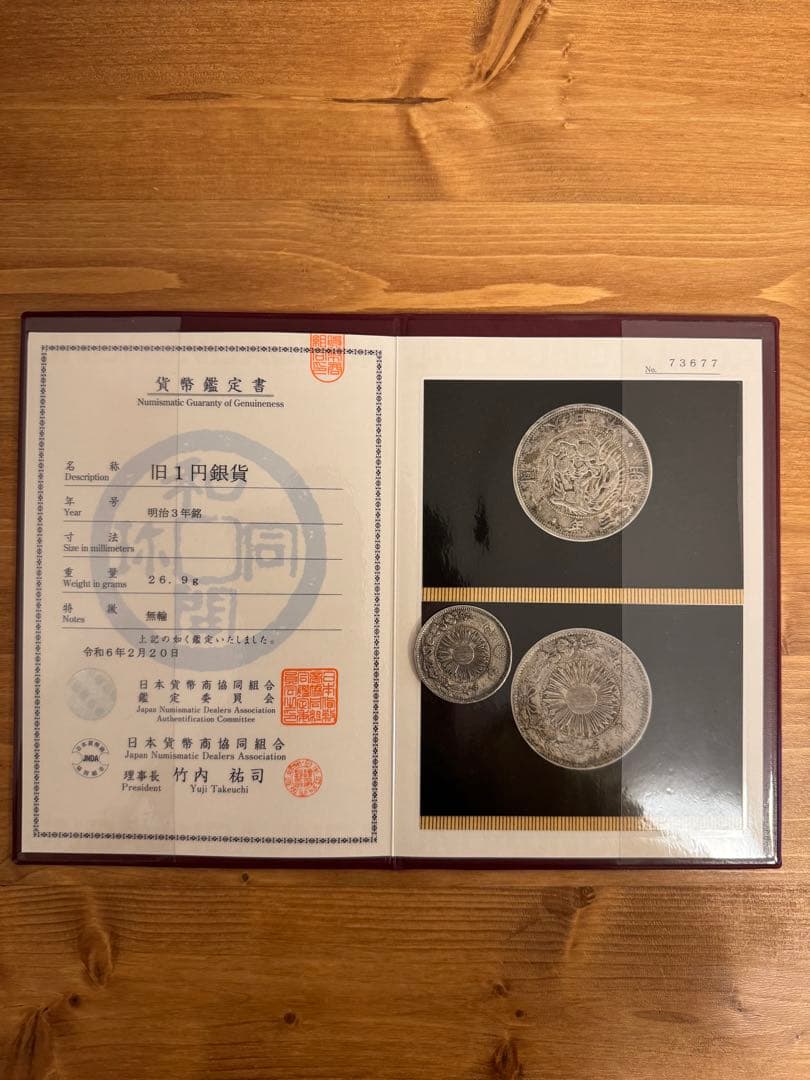 貨幣鑑定書
Numismatic Guaranty of Genuineness
名称 旧1円銀貨
Description
年号 明治3年銘
Year
寸法
Size in millimeters
重量 26.9g
Weight in grams
特徴 無輪
Notes
上記の如く鑑定いたしました。
令和6年2月20日
日本貨幣商協同組合
鑑定委員会
Japan Numismatic Dealers Association
Authentification Committee
日本貨幣商協同組合
Japan Numismatic Dealers Association
理事長 竹内 祐司
President Yuji Takeuchi
JNDA
和同開珎
No. 73677